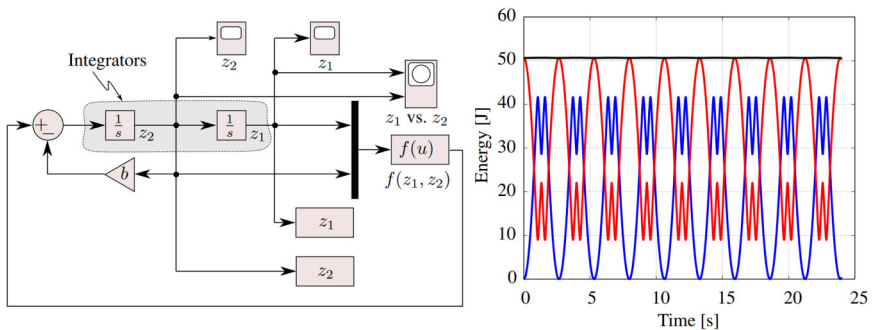 Integrators
z₂
z₁
z₁ vs. z₂
+
−
1/s
z₂
1/s
z₁
b
f(u)
f(z₁, z₂)
z₁
z₂
Energy [J]
60
50
40
30
20
10
0
0 5 10 15 20 25
Time [s]